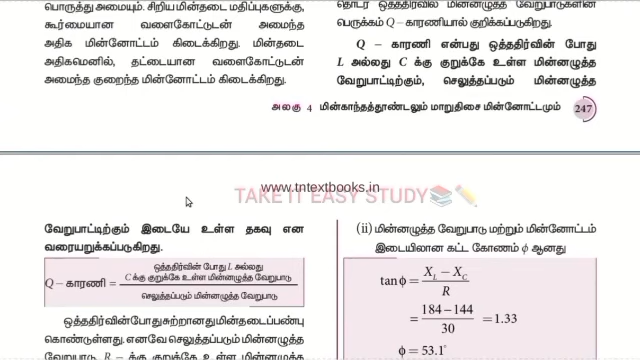 பொருத்து அமையும். சிறிய மின்தடை மதிப்புகளுக்கு,
கூர்மையான வளைகோட்டுடன் அமைந்த
அதிக மின்னோட்டம் கிடைக்கிறது. மின்தடை
அதிகமெனில், தட்டையான வளைகோட்டுடன்
அமைந்த குறைந்த மின்னோட்டம் கிடைக்கிறது.
தொடர் ஒத்ததிர்வில் மின்னழுத்த வேறுபாடுகளின்
பெருக்கம் Q – காரணியால் குறிக்கப்படுகிறது.
Q – காரணி என்பது ஒத்ததிர்வின் போது
L அல்லது C க்கு குறுக்கே உள்ள மின்னழுத்த
வேறுபாட்டிற்கும், செலுத்தப்படும் மின்னழுத்த
அலகு 4 மின்காந்தத்தூண்டலும் மாறுதிசை மின்னோட்டமும் 247
www.tntextbooks.in
TAKE IT EASY STUDY📚✏️
வேறுபாட்டிற்கும் இடையே உள்ள தகவு என
வரையறுக்கப்படுகிறது.
ஒத்ததிர்வின் போது L அல்லது
C க்கு குறுக்கே உள்ள மின்னழுத்த வேறுபாடு
Q – காரணி =
செலுத்தப்படும் மின்னழுத்த வேறுபாடு
ஒத்ததிர்வின்போது சுற்றானது மின்தடைப்பண்பு
கொண்டுள்ளது. எனவே செலுத்தப்படும் மின்னழுத்த
வேறுபாடு, R – க்கு குறுக்கே உள்ள மின்னழுத்த
(ii) மின்னழுத்த வேறுபாடு மற்றும் மின்னோட்டம்
இடையிலான கட்ட கோணம் ϕ ஆனது
tanϕ = (X_L − X_C) / R
= (184 – 144) / 30 = 1.33
ϕ = 53.1°